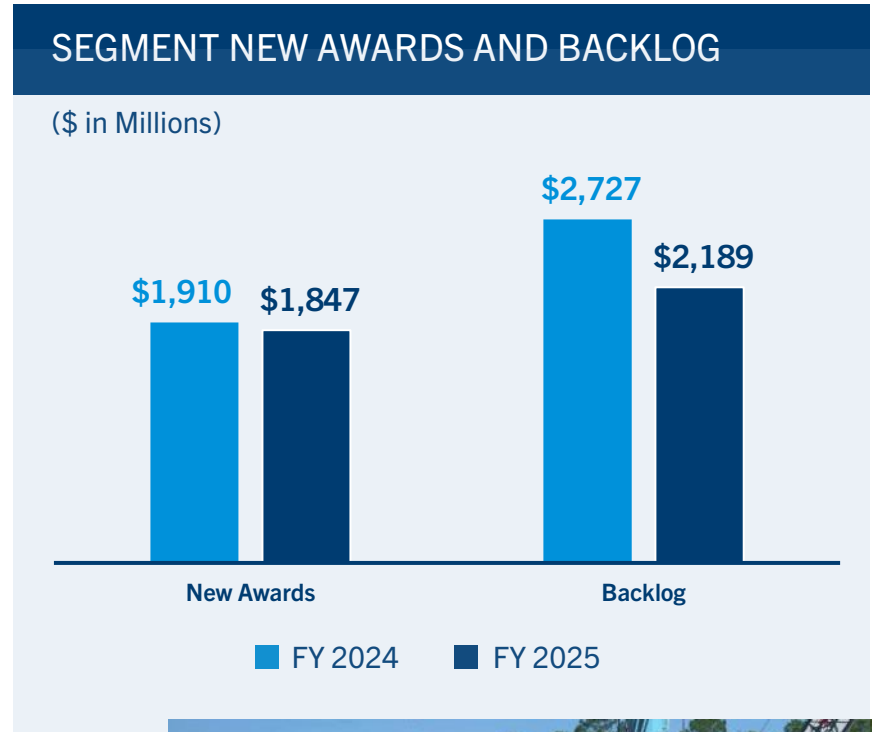 SEGMENT NEW AWARDS AND BACKLOG
($ in Millions)
$2,727
$2,189
$1,910
$1,847
New Awards
Backlog
FY 2024
FY 2025